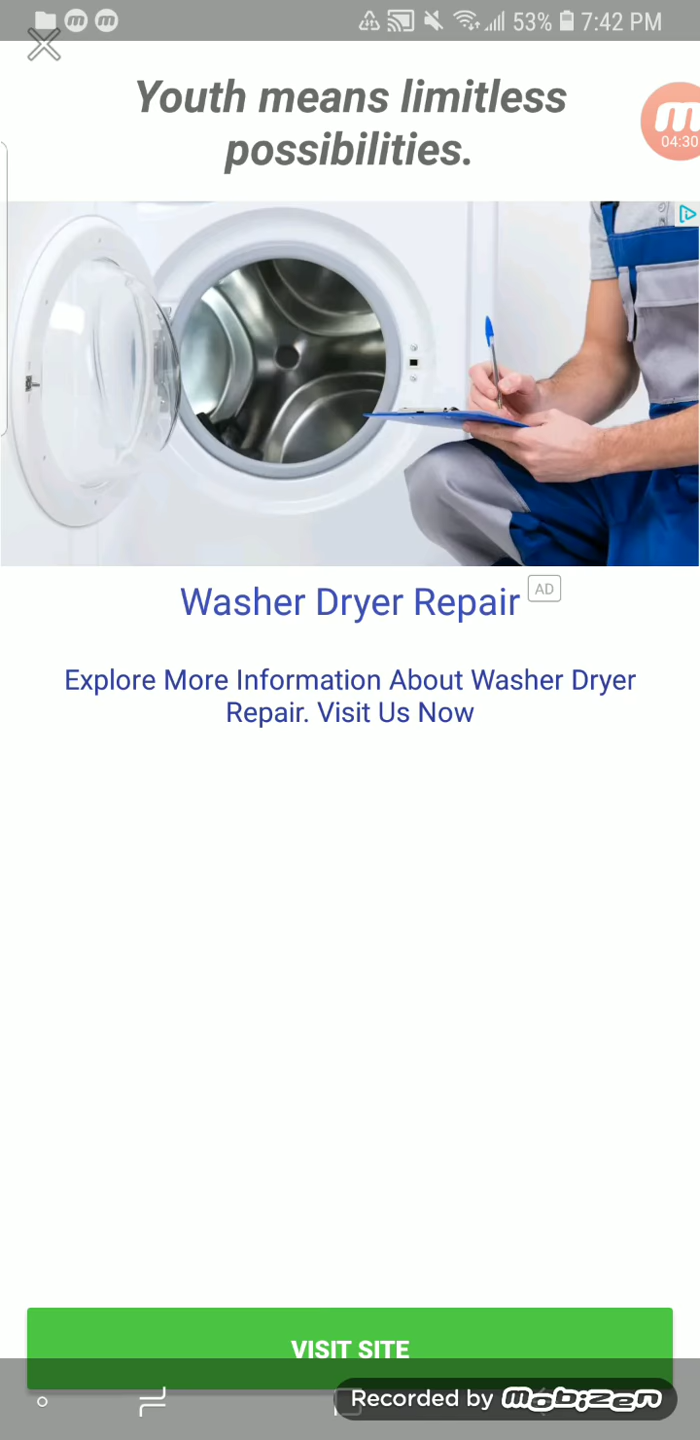 53% 7:42 PM
Youth means limitless
possibilities.
04:30
Washer Dryer Repair AD
Explore More Information About Washer Dryer
Repair. Visit Us Now
VISIT SITE
Recorded by mobizen